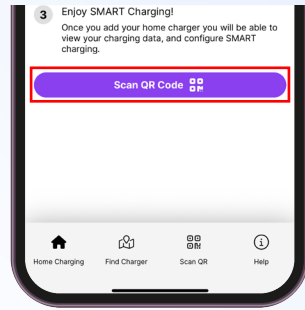 3 Enjoy SMART Charging!
Once you add your home charger you will be able to
view your charging data, and configure SMART
charging.
Scan QR Code
Home Charging Find Charger Scan QR Help